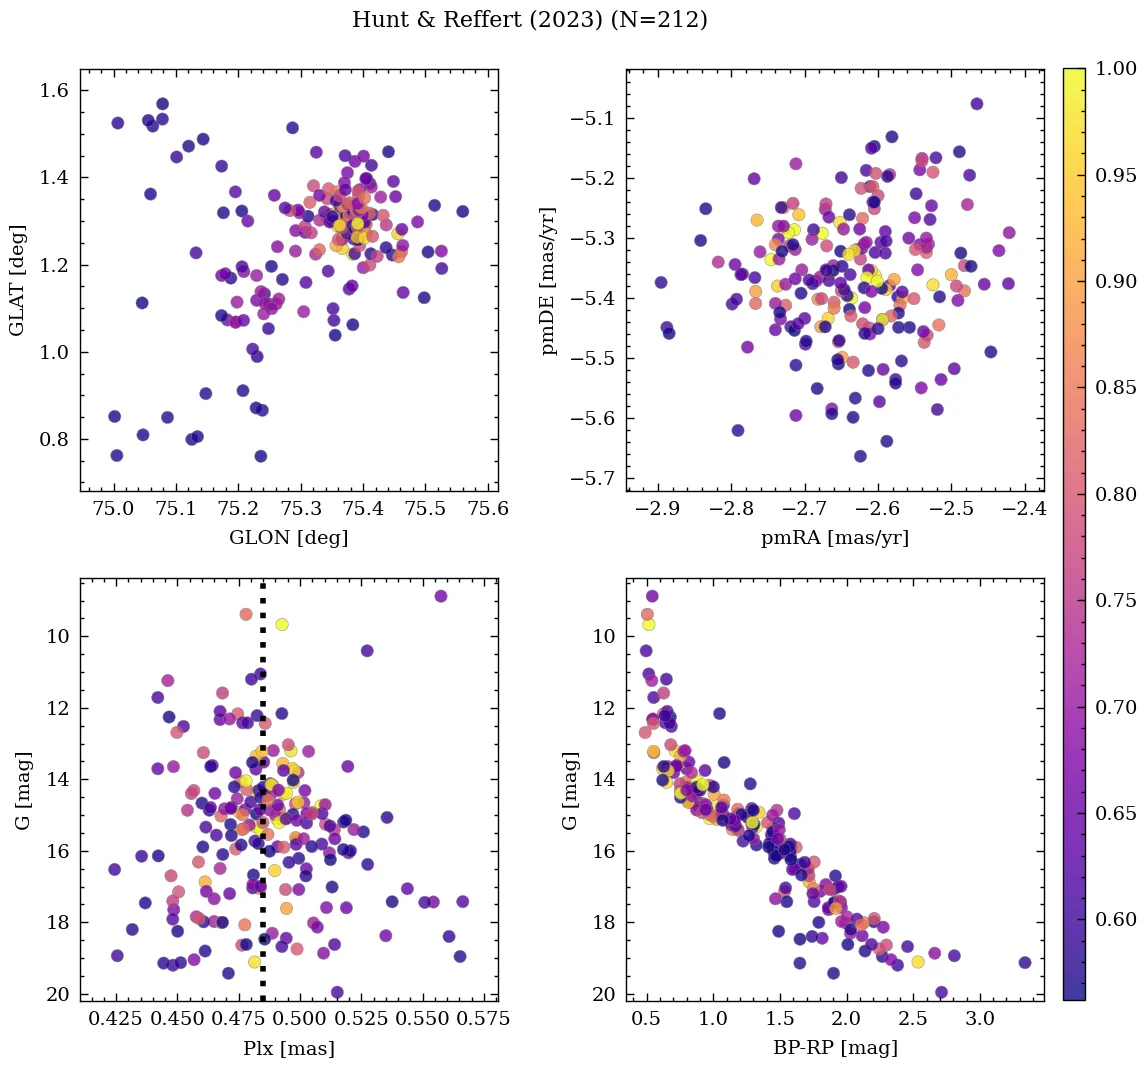 Hunt & Reffert (2023) (N=212)
1.6
1.4
1.2
1.0
0.8
GLAT [deg]
75.0 75.1 75.2 75.3 75.4 75.5 75.6
GLON [deg]
−5.1
−5.2
−5.3
−5.4
−5.5
−5.6
−5.7
pmDE [mas/yr]
−2.9 −2.8 −2.7 −2.6 −2.5 −2.4
pmRA [mas/yr]
10
12
14
16
18
20
G [mag]
0.425 0.450 0.475 0.500 0.525 0.550 0.575
Plx [mas]
10
12
14
16
18
20
G [mag]
0.5 1.0 1.5 2.0 2.5 3.0
BP-RP [mag]
1.00
0.95
0.90
0.85
0.80
0.75
0.70
0.65
0.60